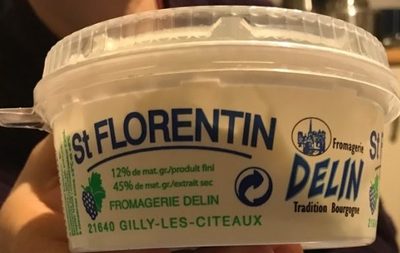 St FLORENTIN
12% de mat.gr./produit fini
45% de mat.gr./extrait sec
FROMAGERIE DELIN
21640 GILLY-LES-CITEAUX
Fromagerie
DELIN
Tradition Bourgogne
St F